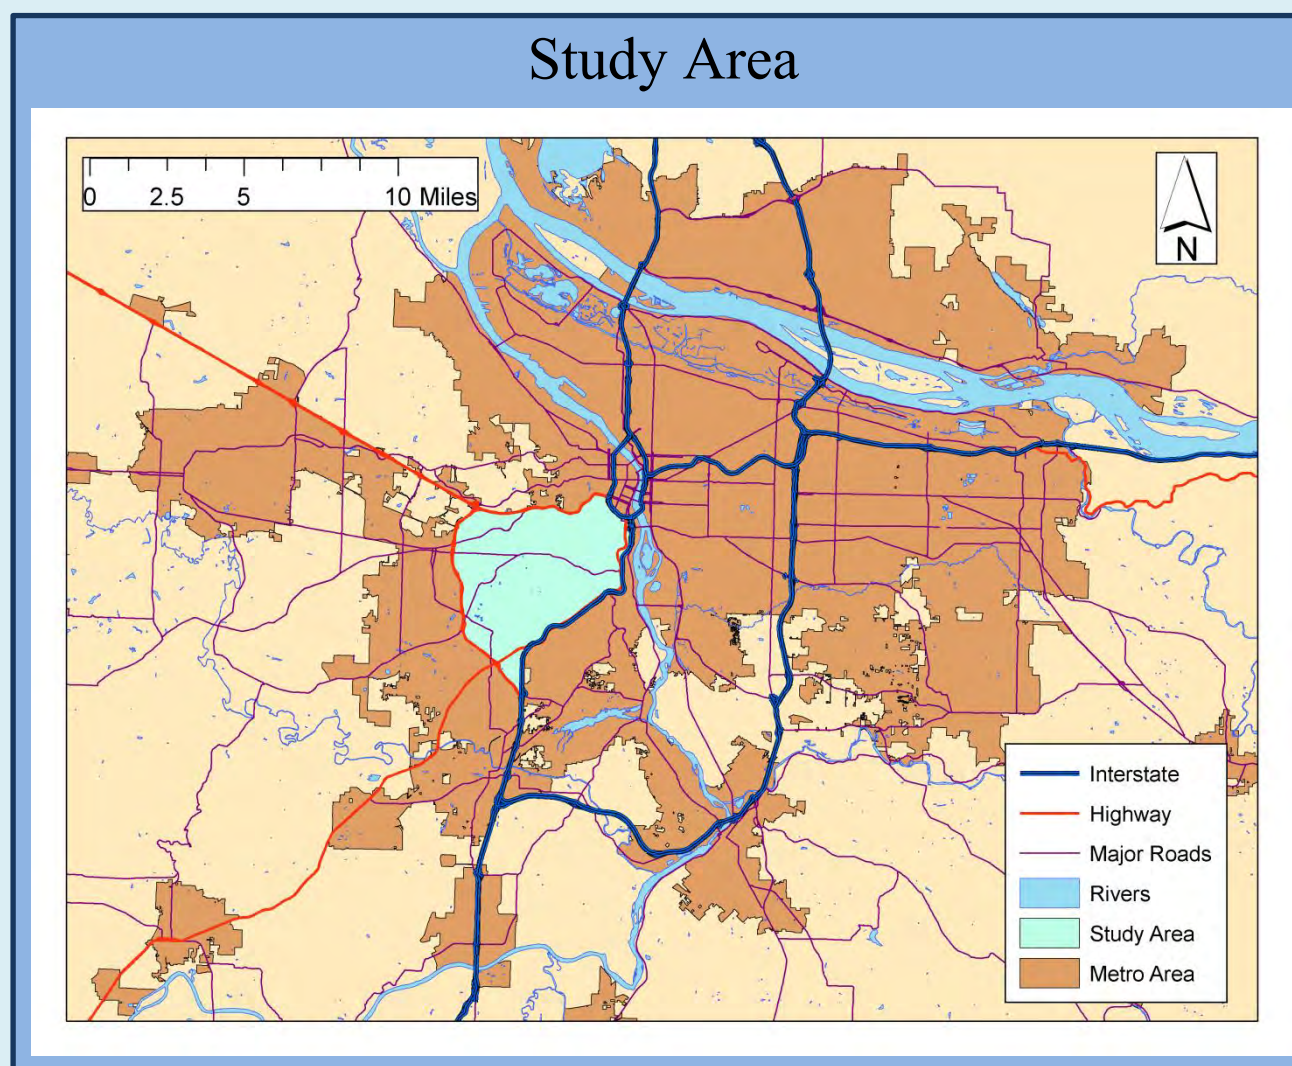 Study Area
0 2.5 5 10 Miles
N
Interstate
Highway
Major Roads
Rivers
Study Area
Metro Area